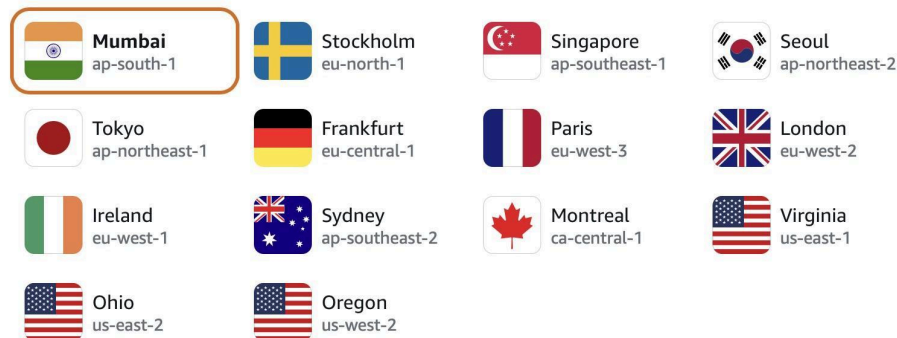 Mumbai
ap-south-1
Stockholm
eu-north-1
Singapore
ap-southeast-1
Seoul
ap-northeast-2
Tokyo
ap-northeast-1
Frankfurt
eu-central-1
Paris
eu-west-3
London
eu-west-2
Ireland
eu-west-1
Sydney
ap-southeast-2
Montreal
ca-central-1
Virginia
us-east-1
Ohio
us-east-2
Oregon
us-west-2